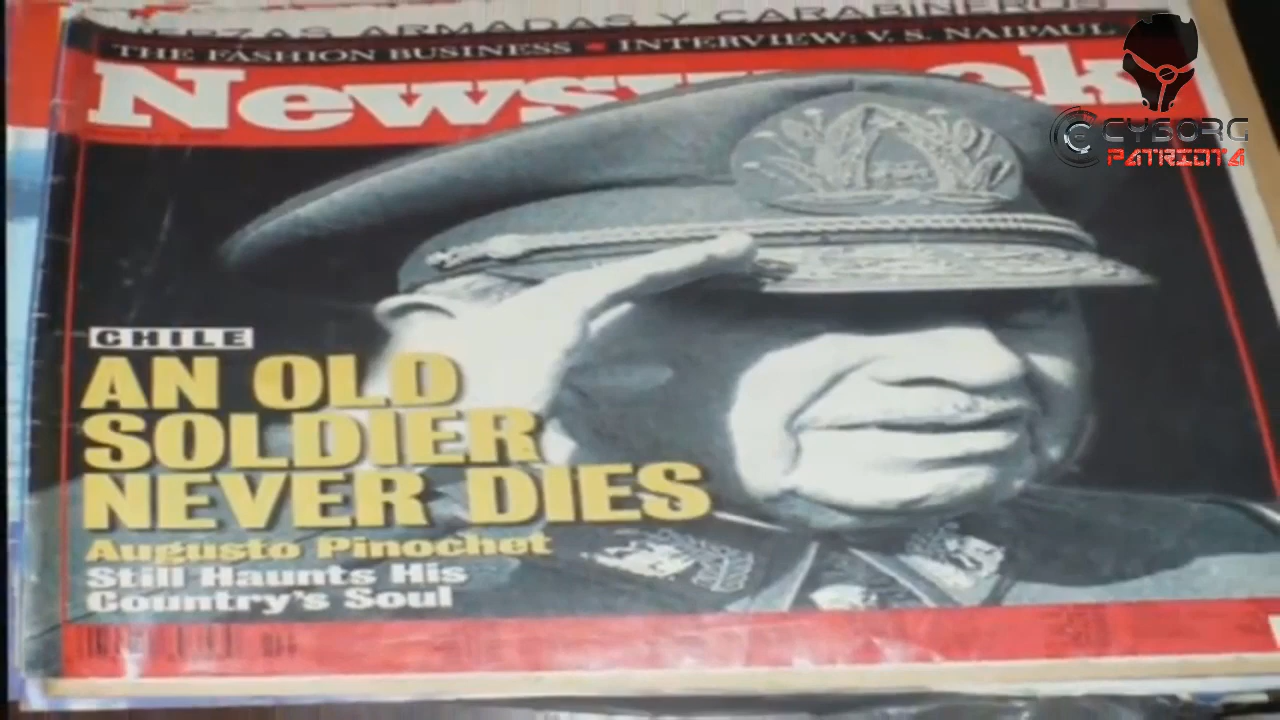 FUERZAS ARMADAS Y CARABINEROS
THE FASHION BUSINESS ▪ INTERVIEW: V. S. NAIPAUL
Newsweek
CYBORG
PATRIOTA
CHILE
AN OLD
SOLDIER
NEVER DIES
Augusto Pinochet
Still Haunts His
Country's Soul